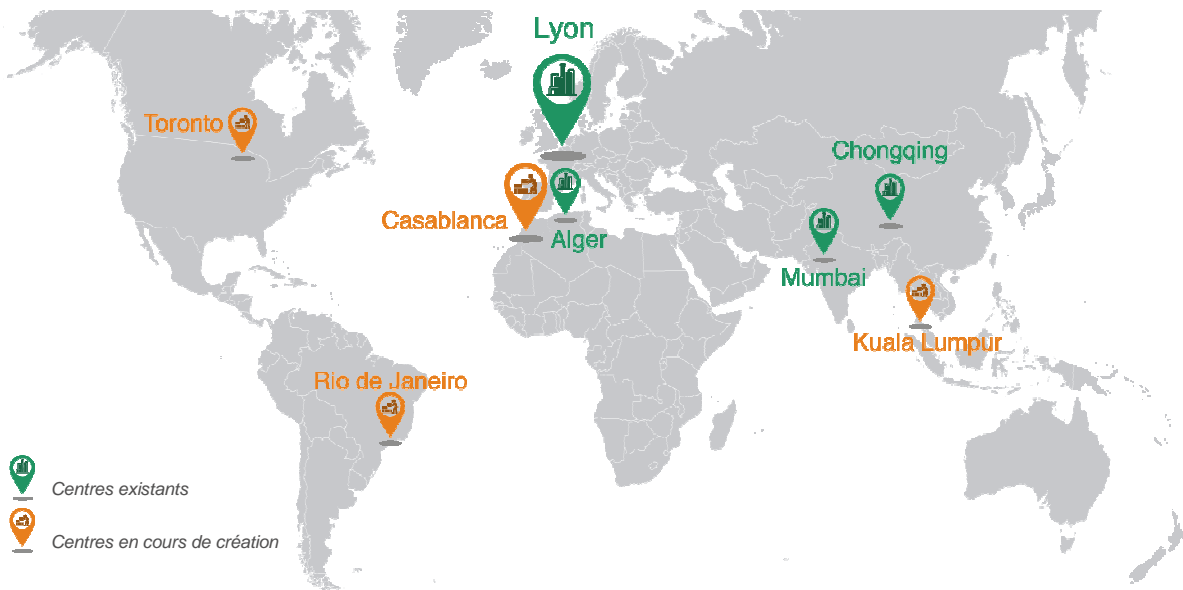 Lyon
Toronto
Chongqing
Casablanca
Alger
Mumbai
Kuala Lumpur
Rio de Janeiro
Centres existants
Centres en cours de création